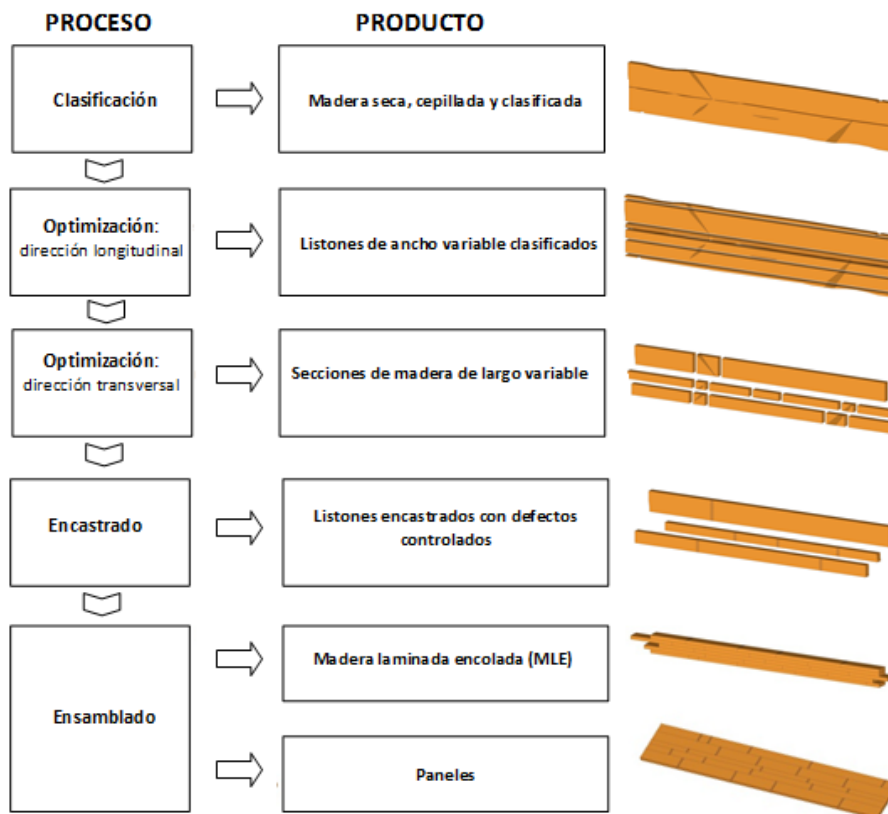 PROCESO
PRODUCTO
Clasificación
Madera seca, cepillada y clasificada
Optimización:
dirección longitudinal
Listones de ancho variable clasificados
Optimización:
dirección transversal
Secciones de madera de largo variable
Encastrado
Listones encastrados con defectos
controlados
Ensamblado
Madera laminada encolada (MLE)
Paneles